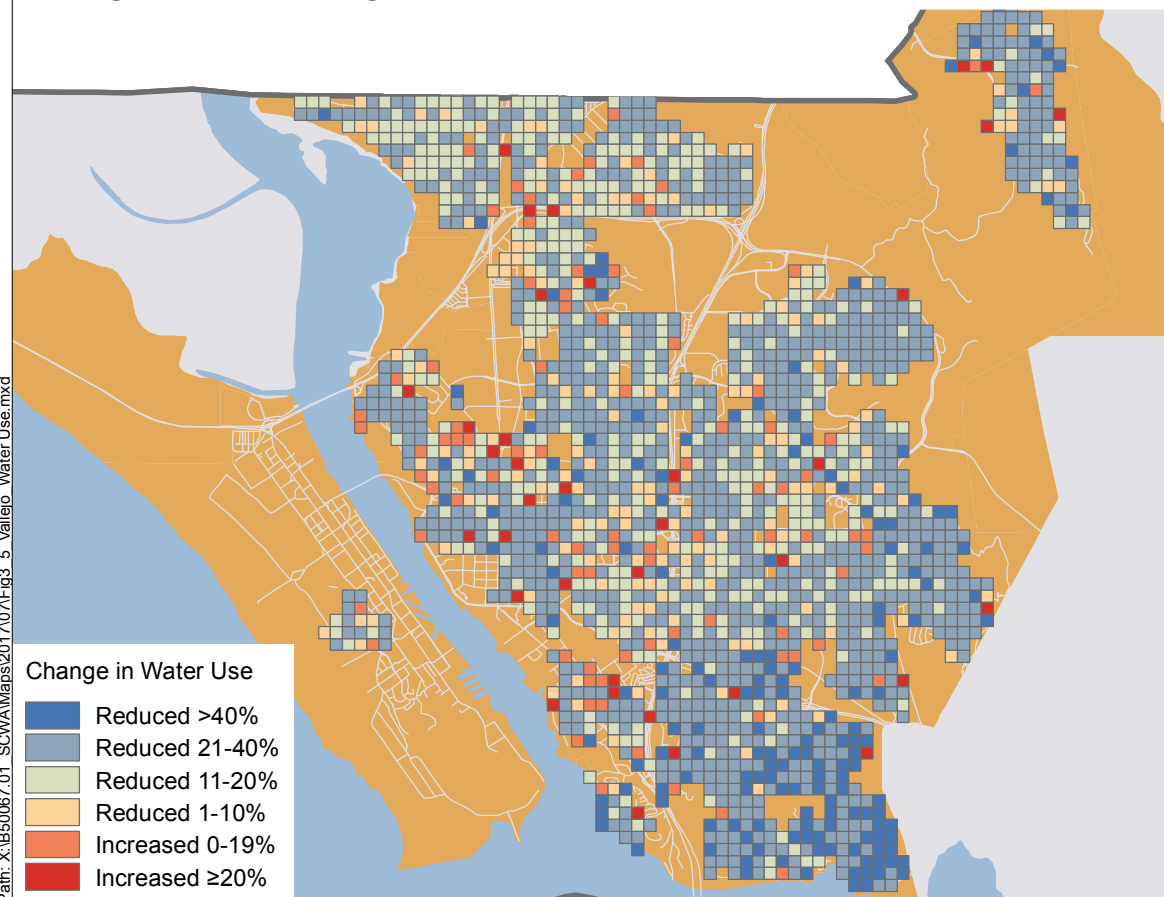 Change in Water Use
Reduced >40%
Reduced 21-40%
Reduced 11-20%
Reduced 1-10%
Increased 0-19%
Increased ≥20%
Path: X:\B50067.01_SCWA\Maps\2017\07\Fig3_5_Vallejo_Water Use.mxd